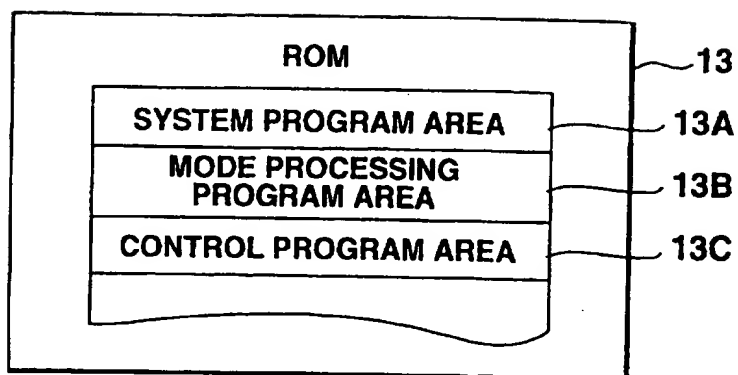 ROM
13
SYSTEM PROGRAM AREA
13A
MODE PROCESSING
PROGRAM AREA
13B
CONTROL PROGRAM AREA
13C